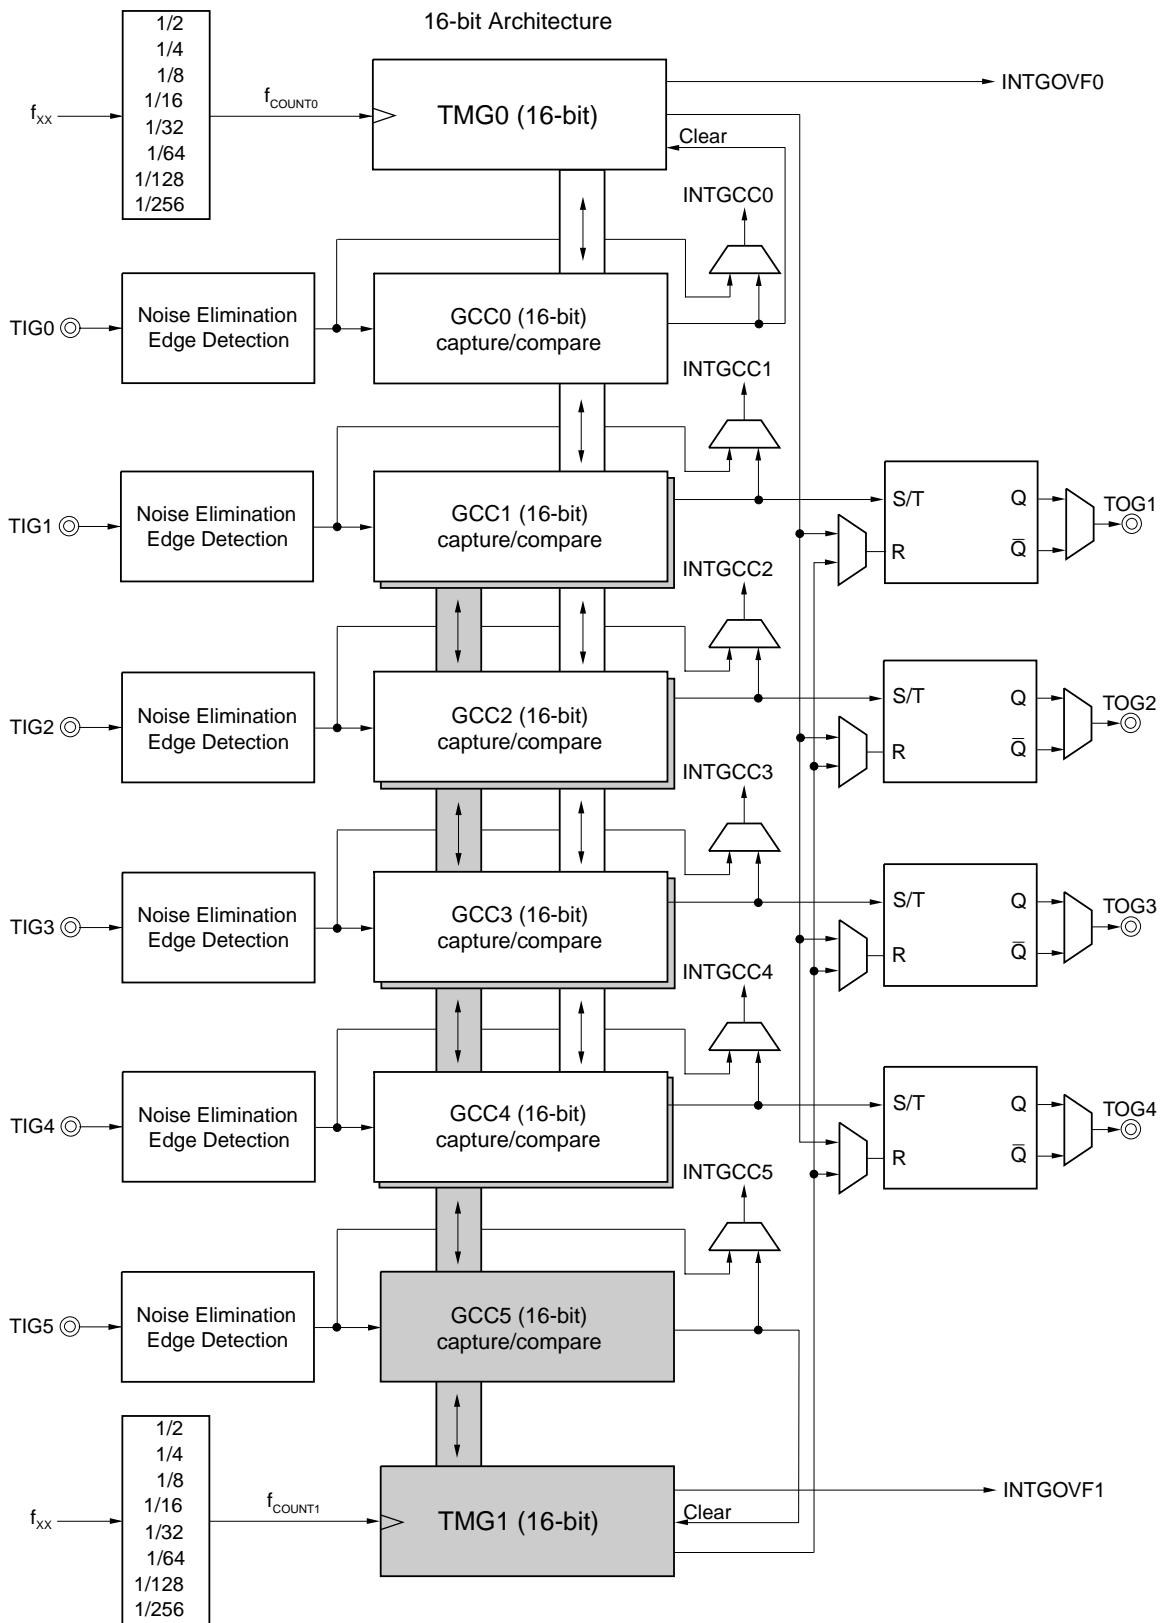 16-bit Architecture
1/2
1/4
1/8
1/16
1/32
1/64
1/128
1/256
fXX
fCOUNT0
TMG0 (16-bit)
INTGOVF0
Clear
INTGCC0
TIG0
Noise Elimination
Edge Detection
GCC0 (16-bit)
capture/compare
INTGCC1
TIG1
Noise Elimination
Edge Detection
GCC1 (16-bit)
capture/compare
S/T
R
Q
Q̅
TOG1
INTGCC2
TIG2
Noise Elimination
Edge Detection
GCC2 (16-bit)
capture/compare
S/T
R
Q
Q̅
TOG2
INTGCC3
TIG3
Noise Elimination
Edge Detection
GCC3 (16-bit)
capture/compare
S/T
R
Q
Q̅
TOG3
INTGCC4
TIG4
Noise Elimination
Edge Detection
GCC4 (16-bit)
capture/compare
S/T
R
Q
Q̅
TOG4
INTGCC5
TIG5
Noise Elimination
Edge Detection
GCC5 (16-bit)
capture/compare
1/2
1/4
1/8
1/16
1/32
1/64
1/128
1/256
fXX
fCOUNT1
TMG1 (16-bit)
INTGOVF1
Clear